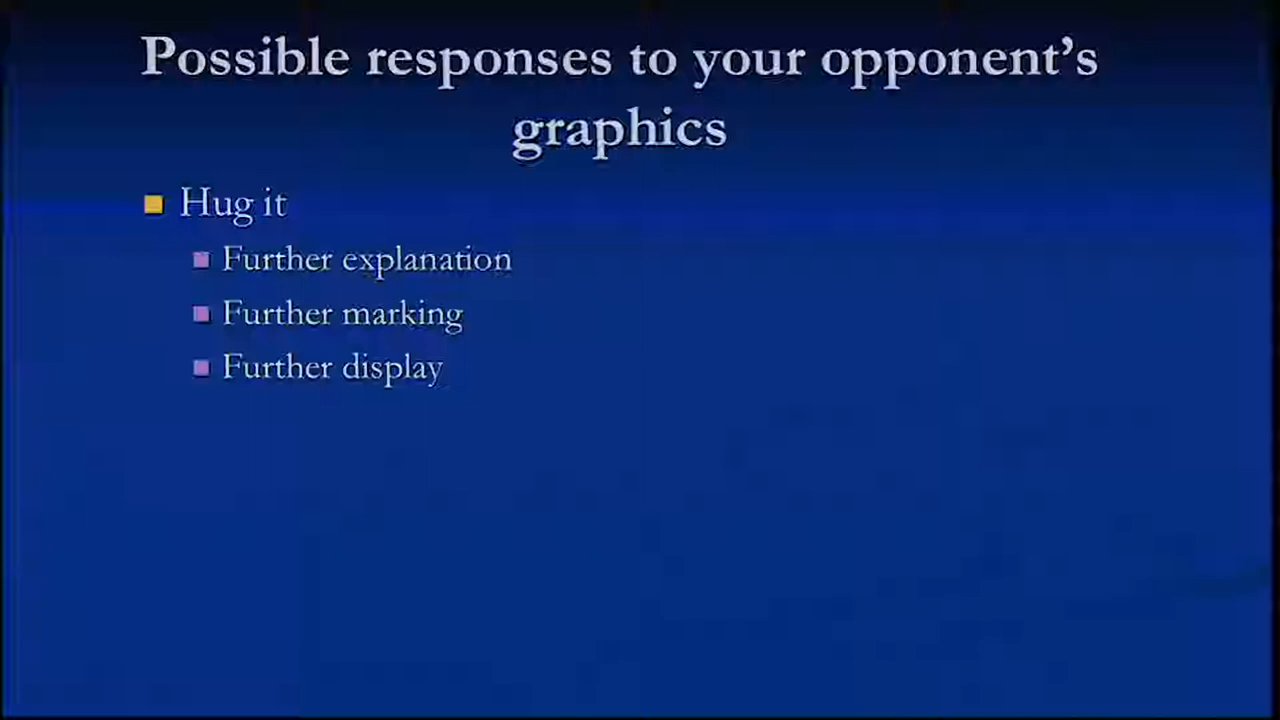 Possible responses to your opponent’s
graphics
Hug it
Further explanation
Further marking
Further display